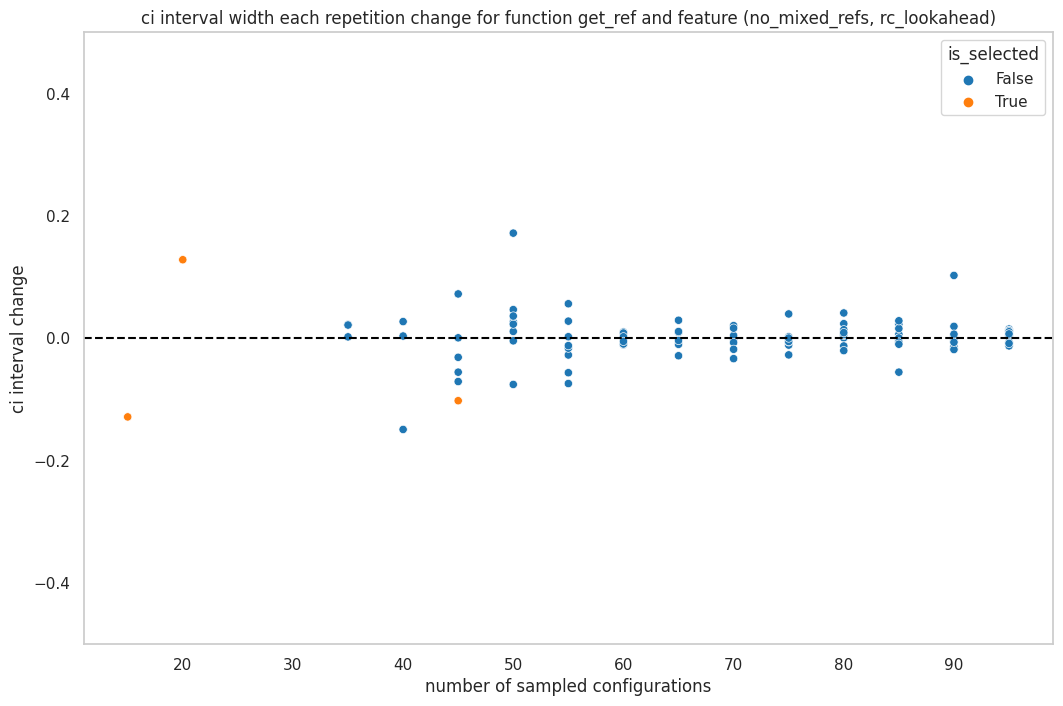 ci interval width each repetition change for function get_ref and feature (no_mixed_refs, rc_lookahead)
is_selected
False
True
ci interval change
0.4
0.2
0.0
−0.2
−0.4
20
30
40
50
60
70
80
90
number of sampled configurations